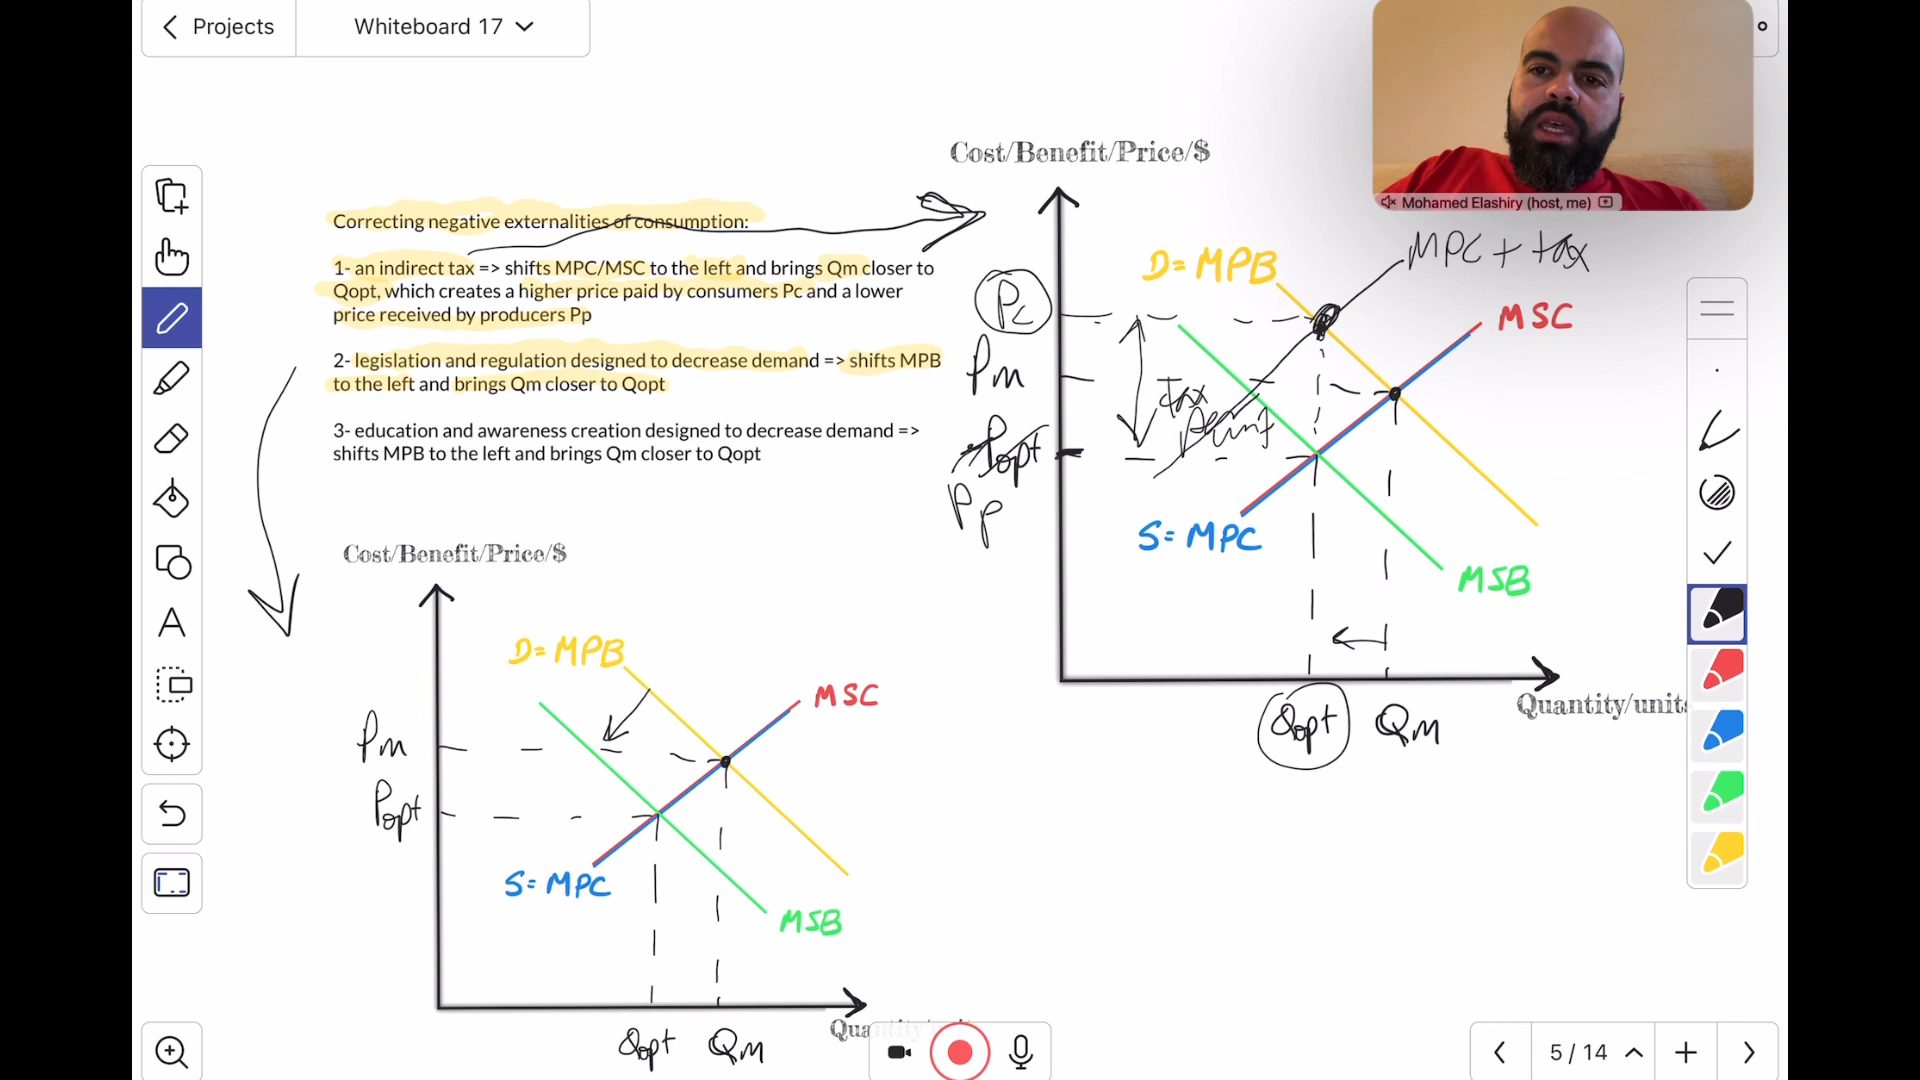 Projects
Whiteboard 17
Mohamed Elashiry (host, me)
Correcting negative externalities of consumption:
1- an indirect tax => shifts MPC/MSC to the left and brings Qm closer to
Qopt, which creates a higher price paid by consumers Pc and a lower
price received by producers Pp
2- legislation and regulation designed to decrease demand => shifts MPB
to the left and brings Qm closer to Qopt
3- education and awareness creation designed to decrease demand =>
shifts MPB to the left and brings Qm closer to Qopt
Cost/Benefit/Price/$
D= MPB
MPC + tax
MSC
Pc
Pm
Popt
Pp
tax
S= MPC
MSB
Qopt
Qm
Quantity/units
Cost/Benefit/Price/$
D= MPB
MSC
Pm
Popt
S= MPC
MSB
Qopt
Qm
A
5 / 14